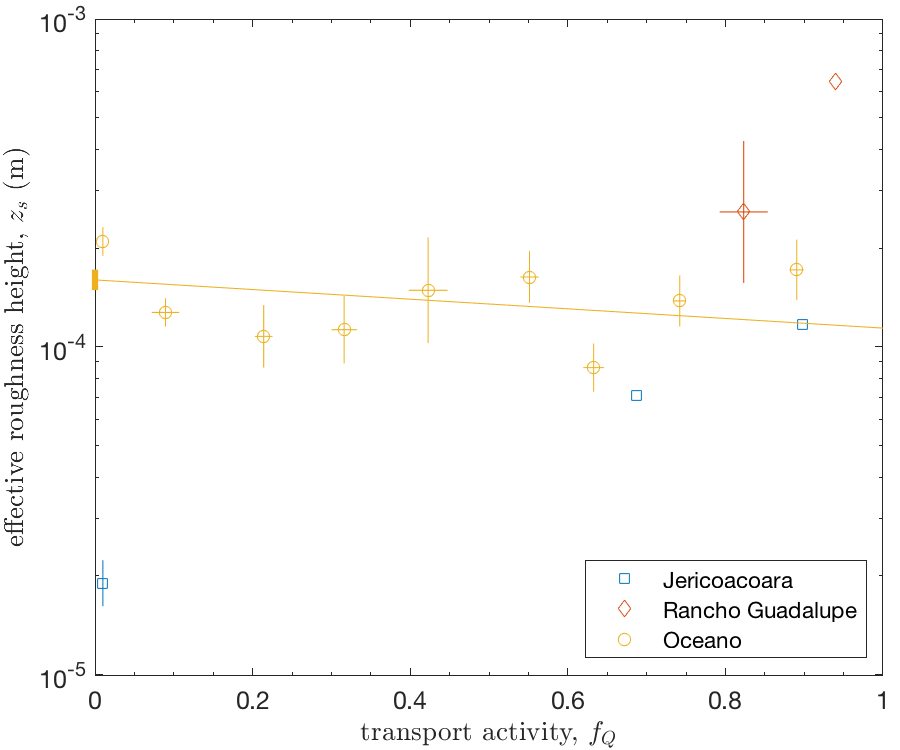 10^-3
10^-4
10^-5
effective roughness height, z_s (m)
0 0.2 0.4 0.6 0.8 1
transport activity, f_Q
Jericoacoara
Rancho Guadalupe
Oceano